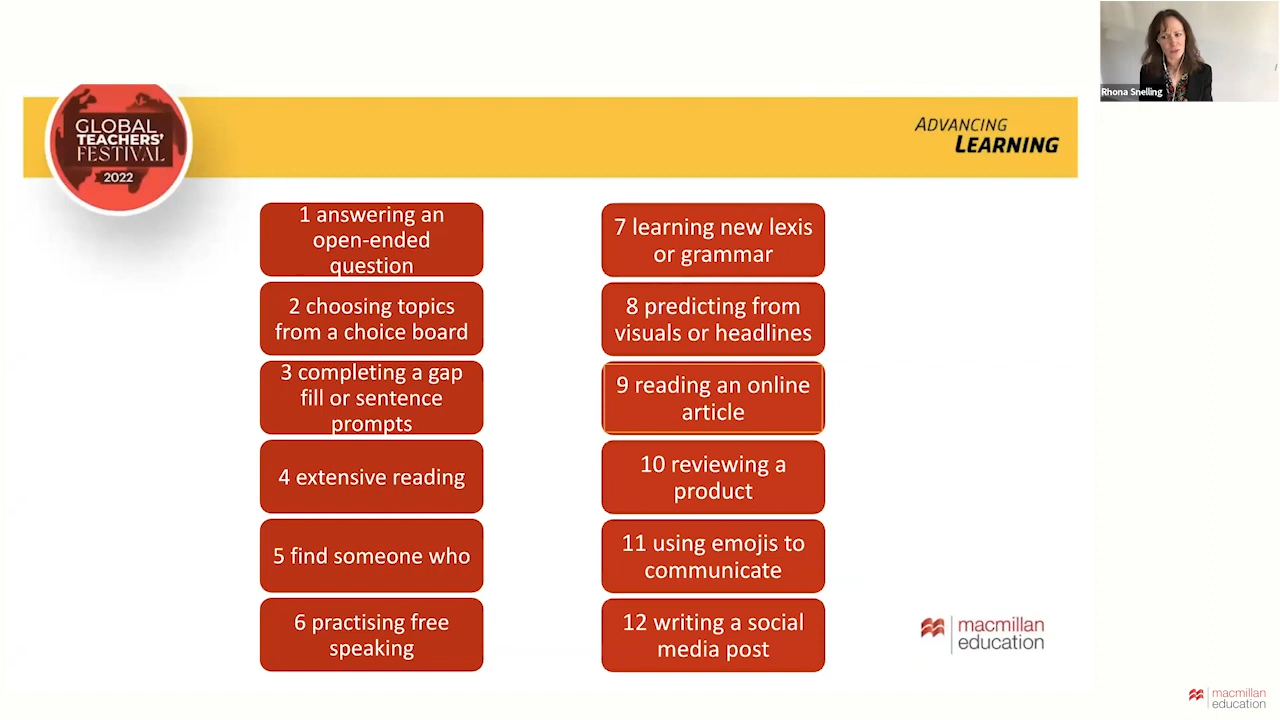 Rhona Snelling
GLOBAL
TEACHERS'
FESTIVAL
2022
ADVANCING
LEARNING
1 answering an
open-ended
question
2 choosing topics
from a choice board
3 completing a gap
fill or sentence
prompts
4 extensive reading
5 find someone who
6 practising free
speaking
7 learning new lexis
or grammar
8 predicting from
visuals or headlines
9 reading an online
article
10 reviewing a
product
11 using emojis to
communicate
12 writing a social
media post
macmillan
education
macmillan
education